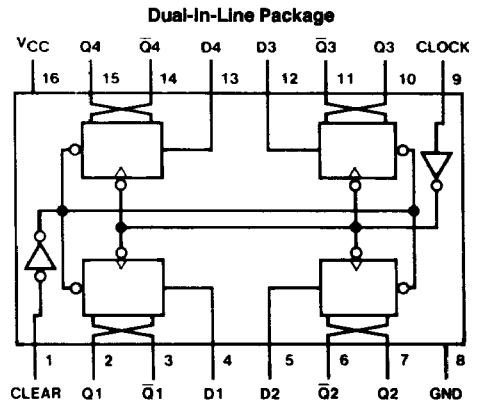 Dual-In-Line Package
VCC Q4 Q̅4 D4 D3 Q̅3 Q3 CLOCK
16 15 14 13 12 11 10 9
1 2 3 4 5 6 7 8
CLEAR Q1 Q̅1 D1 D2 Q̅2 Q2 GND